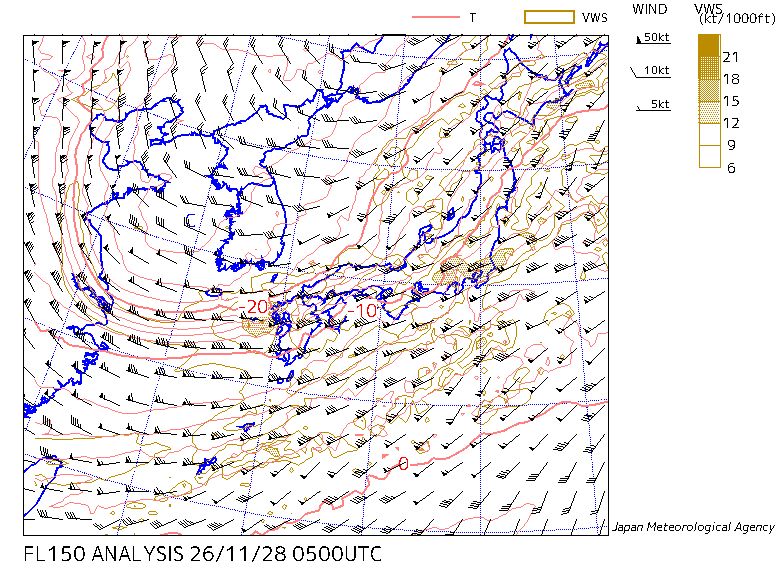 T VWS WIND VWS
(kt/1000ft)
50kt
10kt
5kt
21
18
15
12
9
6
-20
-10
0
Japan Meteorological Agency
FL150 ANALYSIS 26/11/28 0500UTC